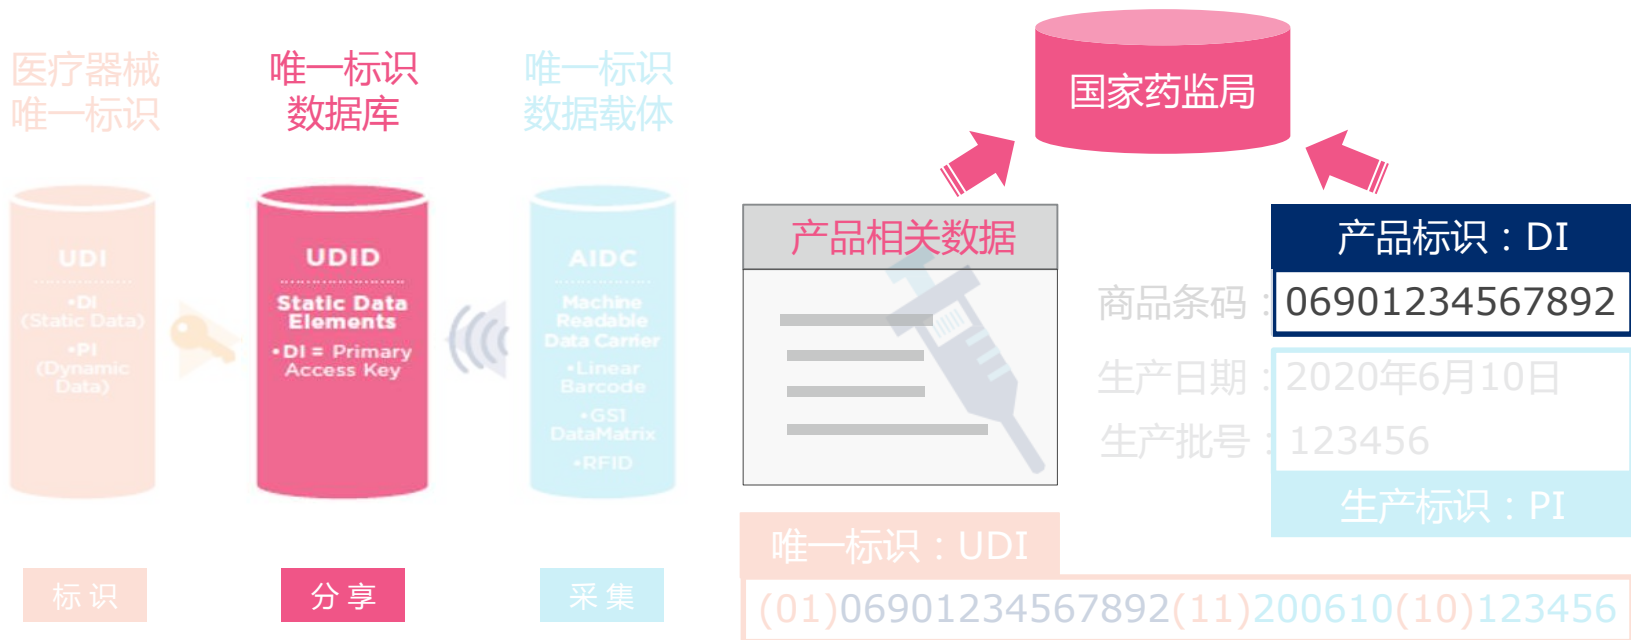 医疗器械
唯一标识
唯一标识
数据库
唯一标识
数据载体
UDI
•DI
(Static Data)
•PI
(Dynamic
Data)
UDID
Static Data
Elements
•DI = Primary
Access Key
AIDC
Machine
Readable
Data Carrier
•Linear
Barcode
•GS1
DataMatrix
•RFID
标识
分享
采集
国家药监局
产品相关数据
产品标识：DI
商品条码：06901234567892
生产日期：2020年6月10日
生产批号：123456
生产标识：PI
唯一标识：UDI
(01)06901234567892(11)200610(10)123456